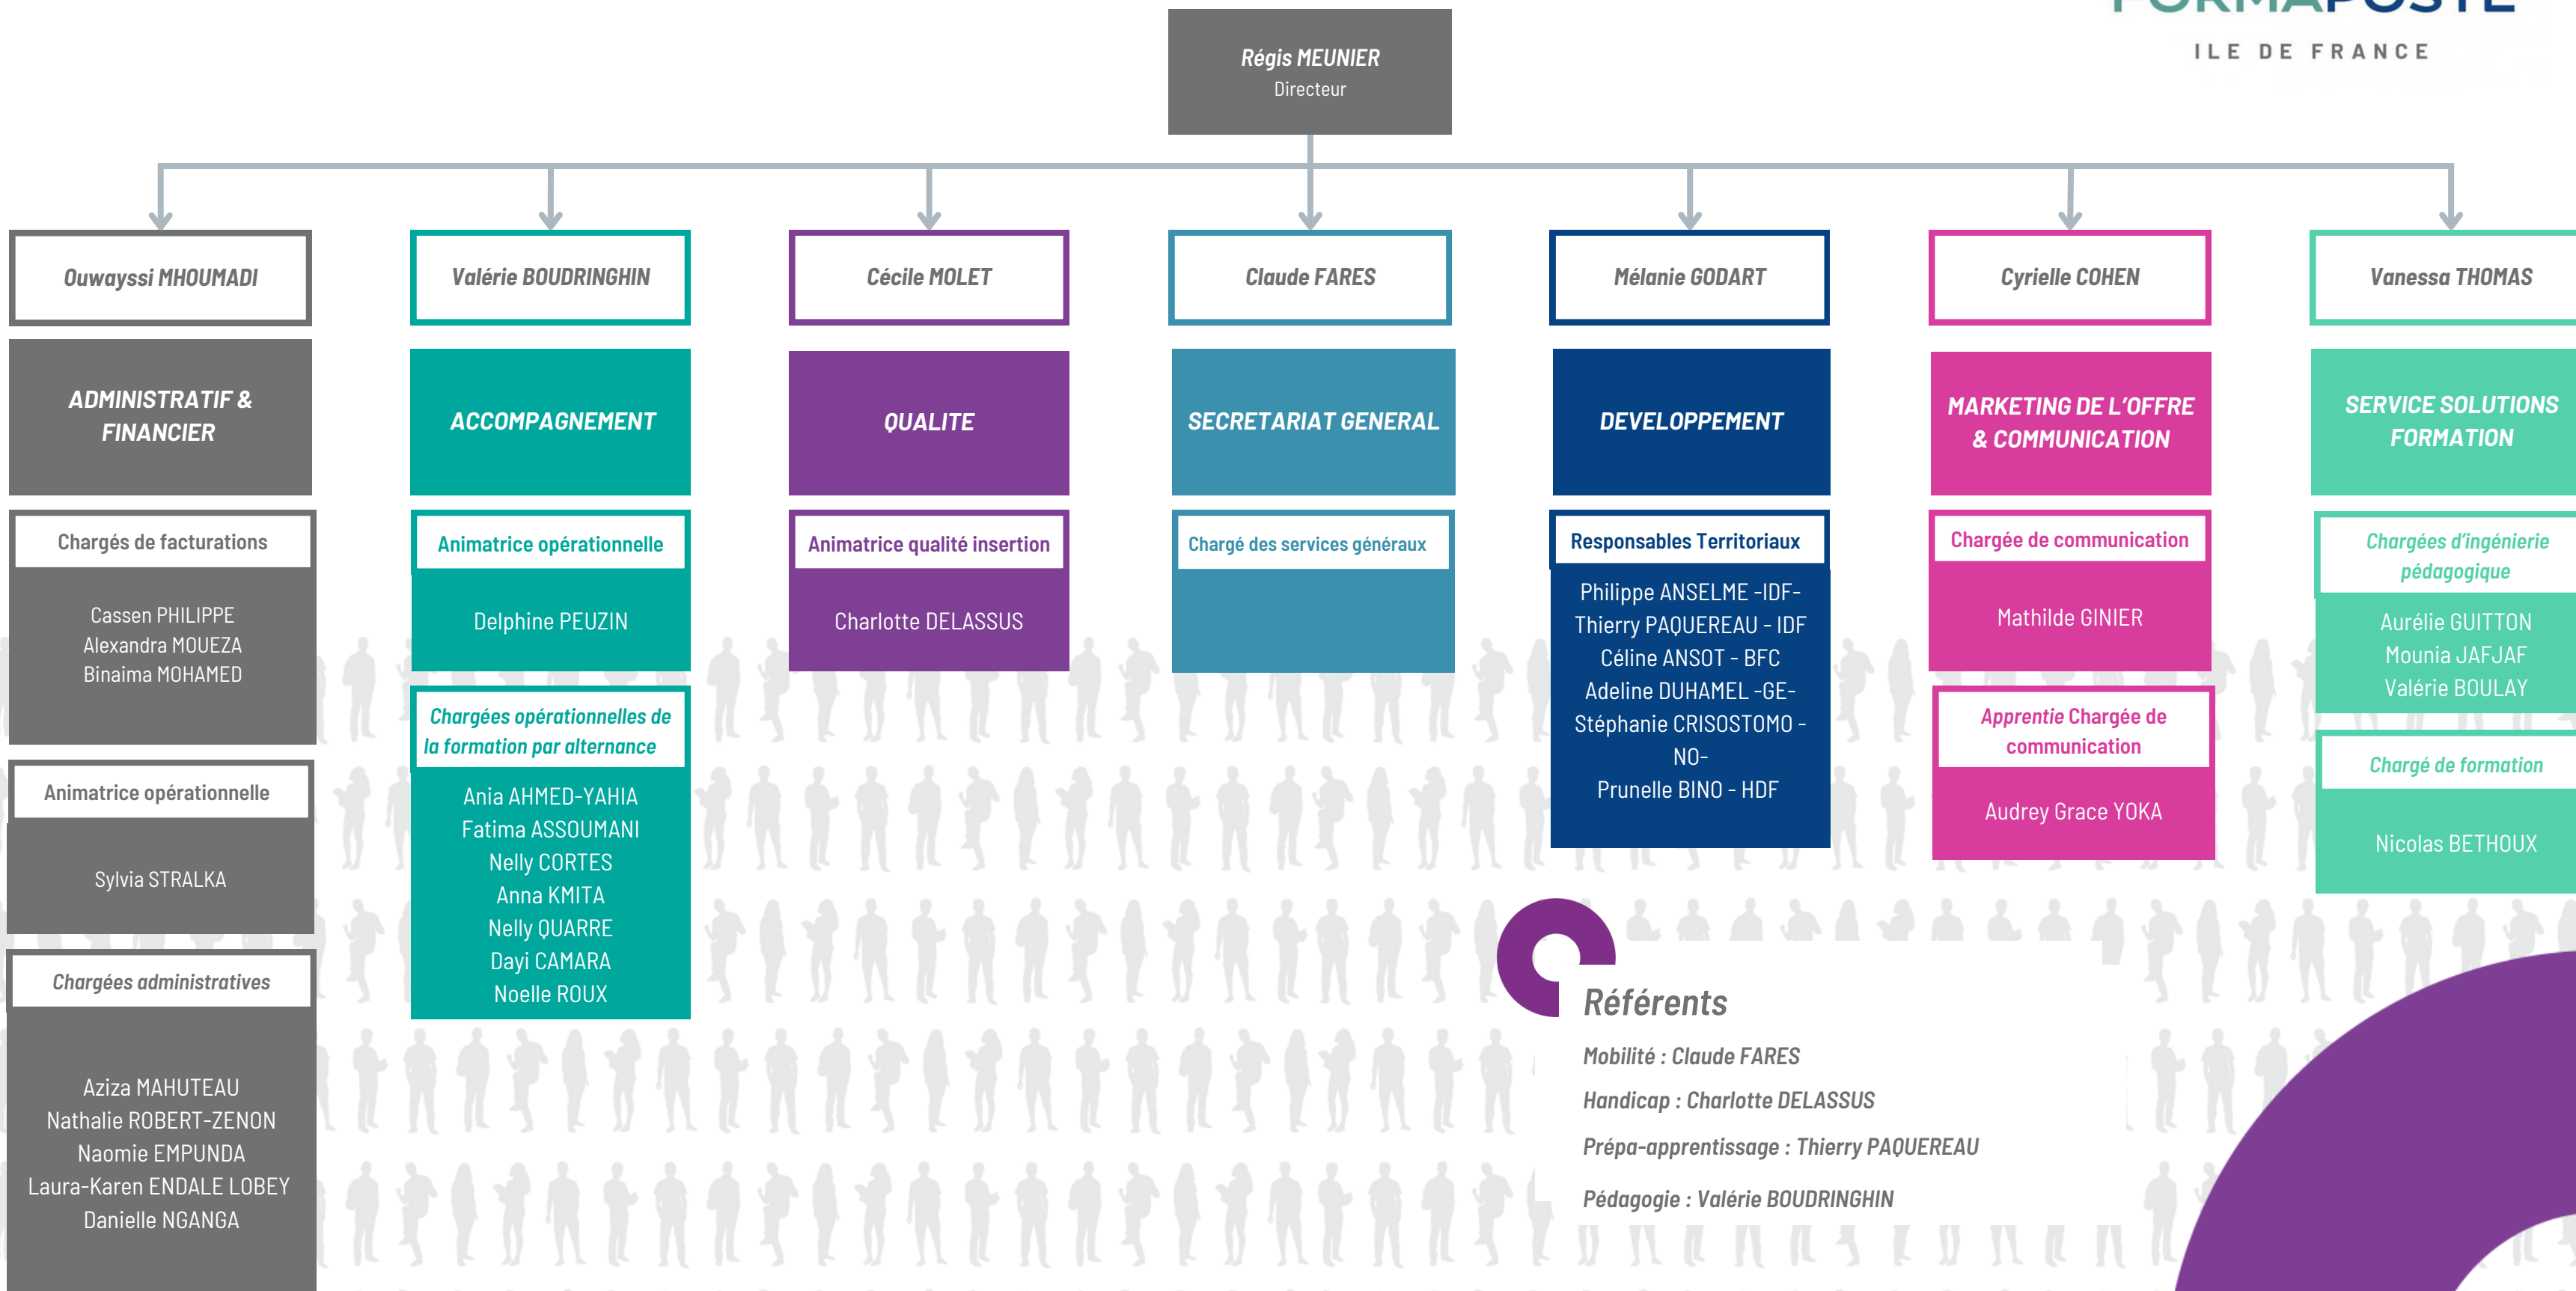 FORMAPOSTE
ILE DE FRANCE
Régis MEUNIER
Directeur
Ouwayssi MHOUMADI
ADMINISTRATIF &
FINANCIER
Chargés de facturations
Cassen PHILIPPE
Alexandra MOUEZA
Binaima MOHAMED
Animatrice opérationnelle
Sylvia STRALKA
Chargées administratives
Aziza MAHUTEAU
Nathalie ROBERT-ZENON
Naomie EMPUNDA
Laura-Karen ENDALE LOBEY
Danielle NGANGA
Valérie BOUDRINGHIN
ACCOMPAGNEMENT
Animatrice opérationnelle
Delphine PEUZIN
Chargées opérationnelles de
la formation par alternance
Ania AHMED-YAHIA
Fatima ASSOUMANI
Nelly CORTES
Anna KMITA
Nelly QUARRE
Dayi CAMARA
Noelle ROUX
Cécile MOLET
QUALITE
Animatrice qualité insertion
Charlotte DELASSUS
Claude FARES
SECRETARIAT GENERAL
Chargé des services généraux
Mélanie GODART
DEVELOPPEMENT
Responsables Territoriaux
Philippe ANSELME -IDF-
Thierry PAQUEREAU - IDF
Céline ANSOT - BFC
Adeline DUHAMEL -GE-
Stéphanie CRISOSTOMO -
NO-
Prunelle BINO - HDF
Cyrielle COHEN
MARKETING DE L’OFFRE
& COMMUNICATION
Chargée de communication
Mathilde GINIER
Apprentie Chargée de
communication
Audrey Grace YOKA
Vanessa THOMAS
SERVICE SOLUTIONS
FORMATION
Chargées d’ingénierie
pédagogique
Aurélie GUITTON
Mounia JAFJAF
Valérie BOULAY
Chargé de formation
Nicolas BETHOUX
Référents
Mobilité : Claude FARES
Handicap : Charlotte DELASSUS
Prépa-apprentissage : Thierry PAQUEREAU
Pédagogie : Valérie BOUDRINGHIN